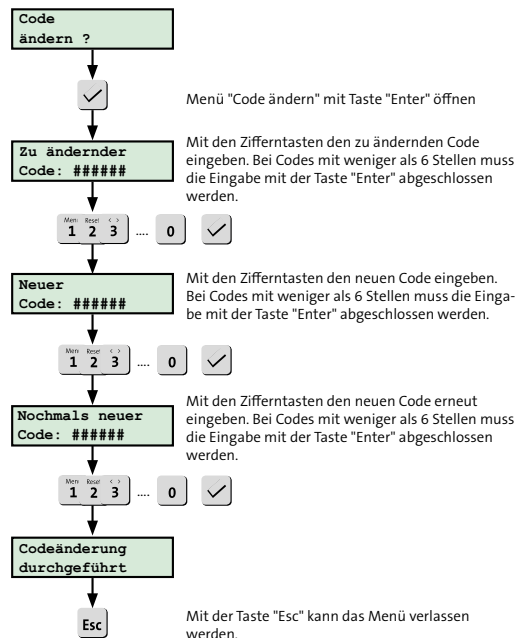 Code
ändern ?
Menü "Code ändern" mit Taste "Enter" öffnen
Zu ändernder
Code: ######
Mit den Zifferntasten den zu ändernden Code
eingeben. Bei Codes mit weniger als 6 Stellen muss
die Eingabe mit der Taste "Enter" abgeschlossen
werden.
Men Reset < >
1 2 3 .... 0
Neuer
Code: ######
Mit den Zifferntasten den neuen Code eingeben.
Bei Codes mit weniger als 6 Stellen muss die Einga-
be mit der Taste "Enter" abgeschlossen werden.
Men Reset < >
1 2 3 .... 0
Nochmals neuer
Code: ######
Mit den Zifferntasten den neuen Code erneut
eingeben. Bei Codes mit weniger als 6 Stellen muss
die Eingabe mit der Taste "Enter" abgeschlossen
werden.
Men Reset < >
1 2 3 .... 0
Codeänderung
durchgeführt
Esc
Mit der Taste "Esc" kann das Menü verlassen
werden.